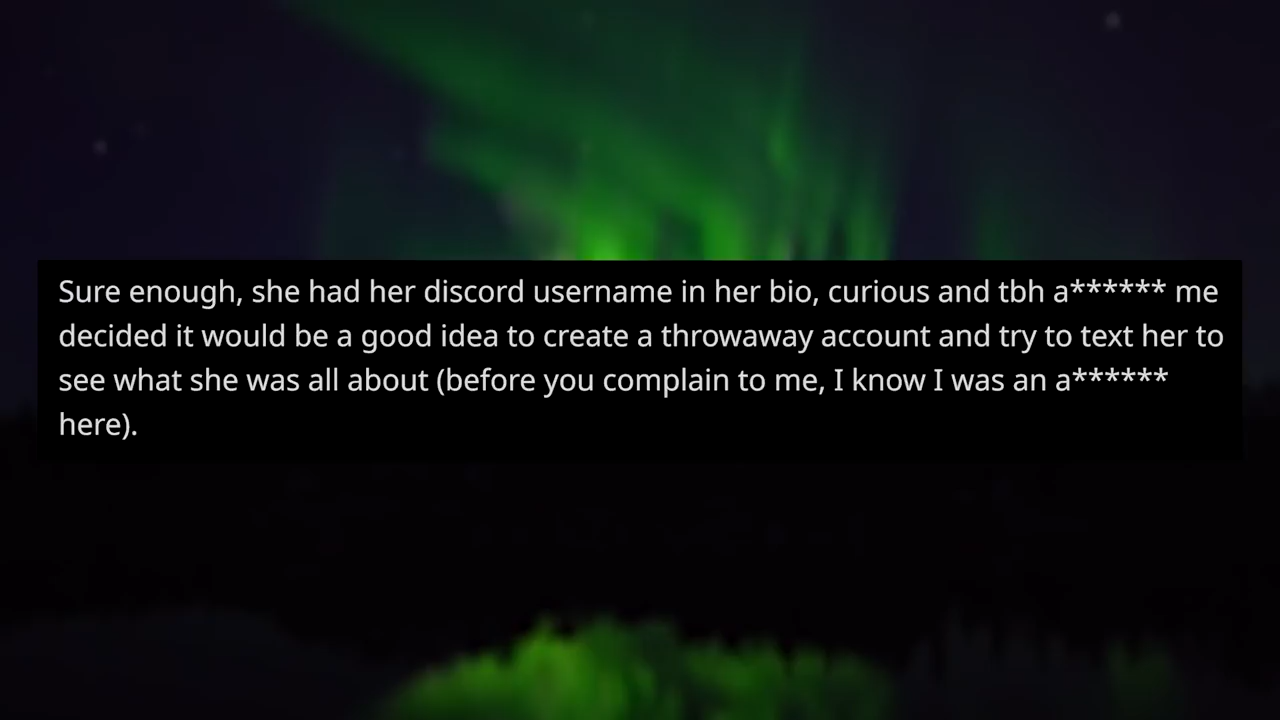 Sure enough, she had her discord username in her bio, curious and tbh a****** me
decided it would be a good idea to create a throwaway account and try to text her to
see what she was all about (before you complain to me, I know I was an a******
here).